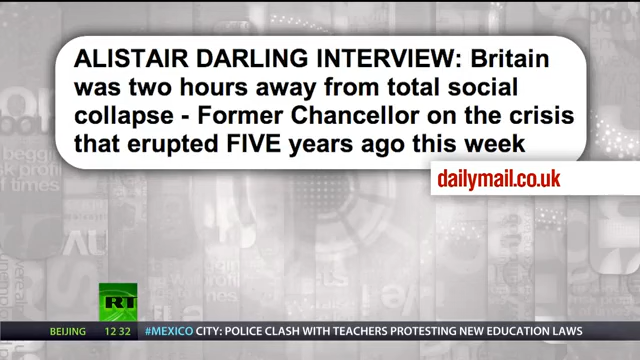 ALISTAIR DARLING INTERVIEW: Britain
was two hours away from total social
collapse - Former Chancellor on the crisis
that erupted FIVE years ago this week
dailymail.co.uk
RT
BEIJING 12 32 #MEXICO CITY: POLICE CLASH WITH TEACHERS PROTESTING NEW EDUCATION LAWS